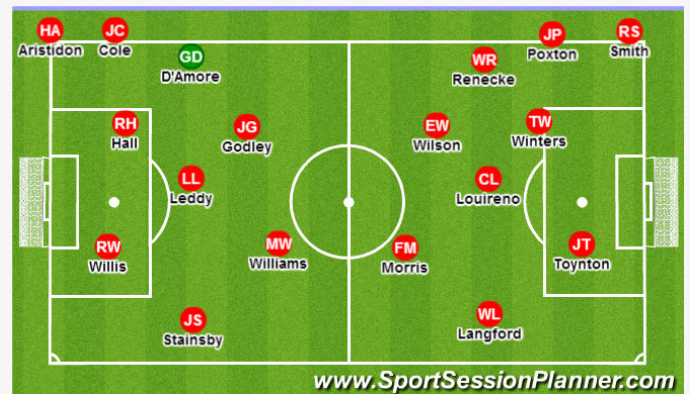 HA
Aristidon
JC
Cole
GD
D'Amore
WR
Renecke
JP
Poxton
RS
Smith
RH
Hall
JG
Godley
EW
Wilson
TW
Winters
LL
Leddy
CL
Louireno
RW
Willis
MW
Williams
FM
Morris
JT
Toynton
JS
Stainsby
WL
Langford
www.SportSessionPlanner.com